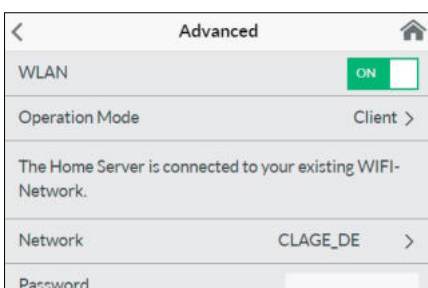 Advanced
WLAN ON
Operation Mode Client >
The Home Server is connected to your existing WIFI-
Network.
Network CLAGE_DE >
Password